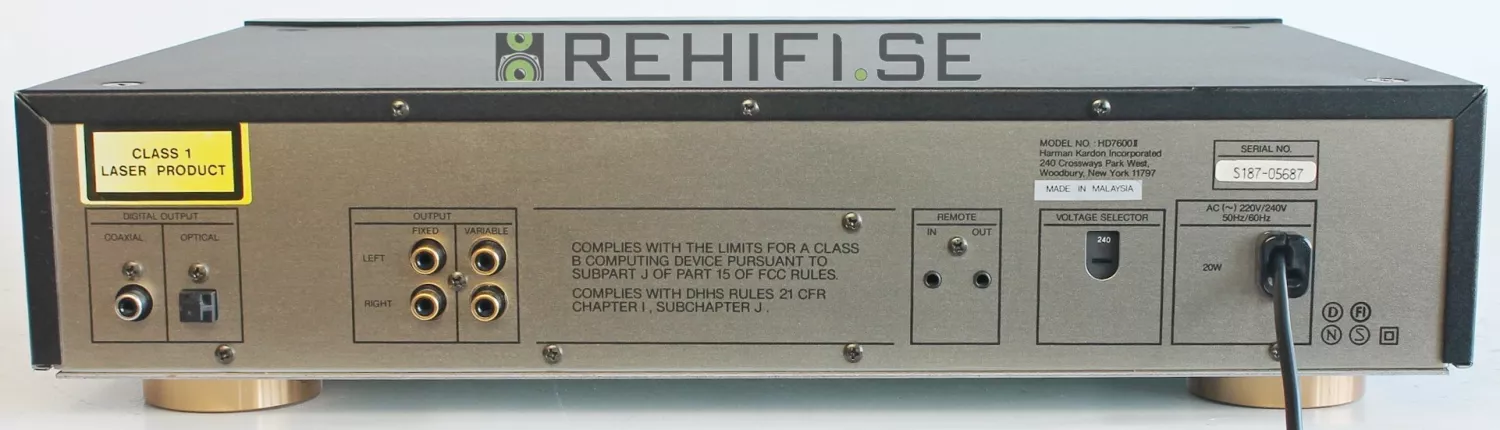 REHIFI.SE
CLASS 1
LASER PRODUCT
MODEL NO. : HD7600II
Harman Kardon Incorporated
240 Crossways Park West,
Woodbury, New York 11797
MADE IN MALAYSIA
SERIAL NO.
S187-05687
DIGITAL OUTPUT
COAXIAL
OPTICAL
OUTPUT
FIXED
VARIABLE
LEFT
RIGHT
COMPLIES WITH THE LIMITS FOR A CLASS
B COMPUTING DEVICE PURSUANT TO
SUBPART J OF PART 15 OF FCC RULES.
COMPLIES WITH DHHS RULES 21 CFR
CHAPTER I , SUBCHAPTER J .
REMOTE
IN
OUT
VOLTAGE SELECTOR
240
AC (~) 220V/240V
50Hz/60Hz
20W
D FI
N S